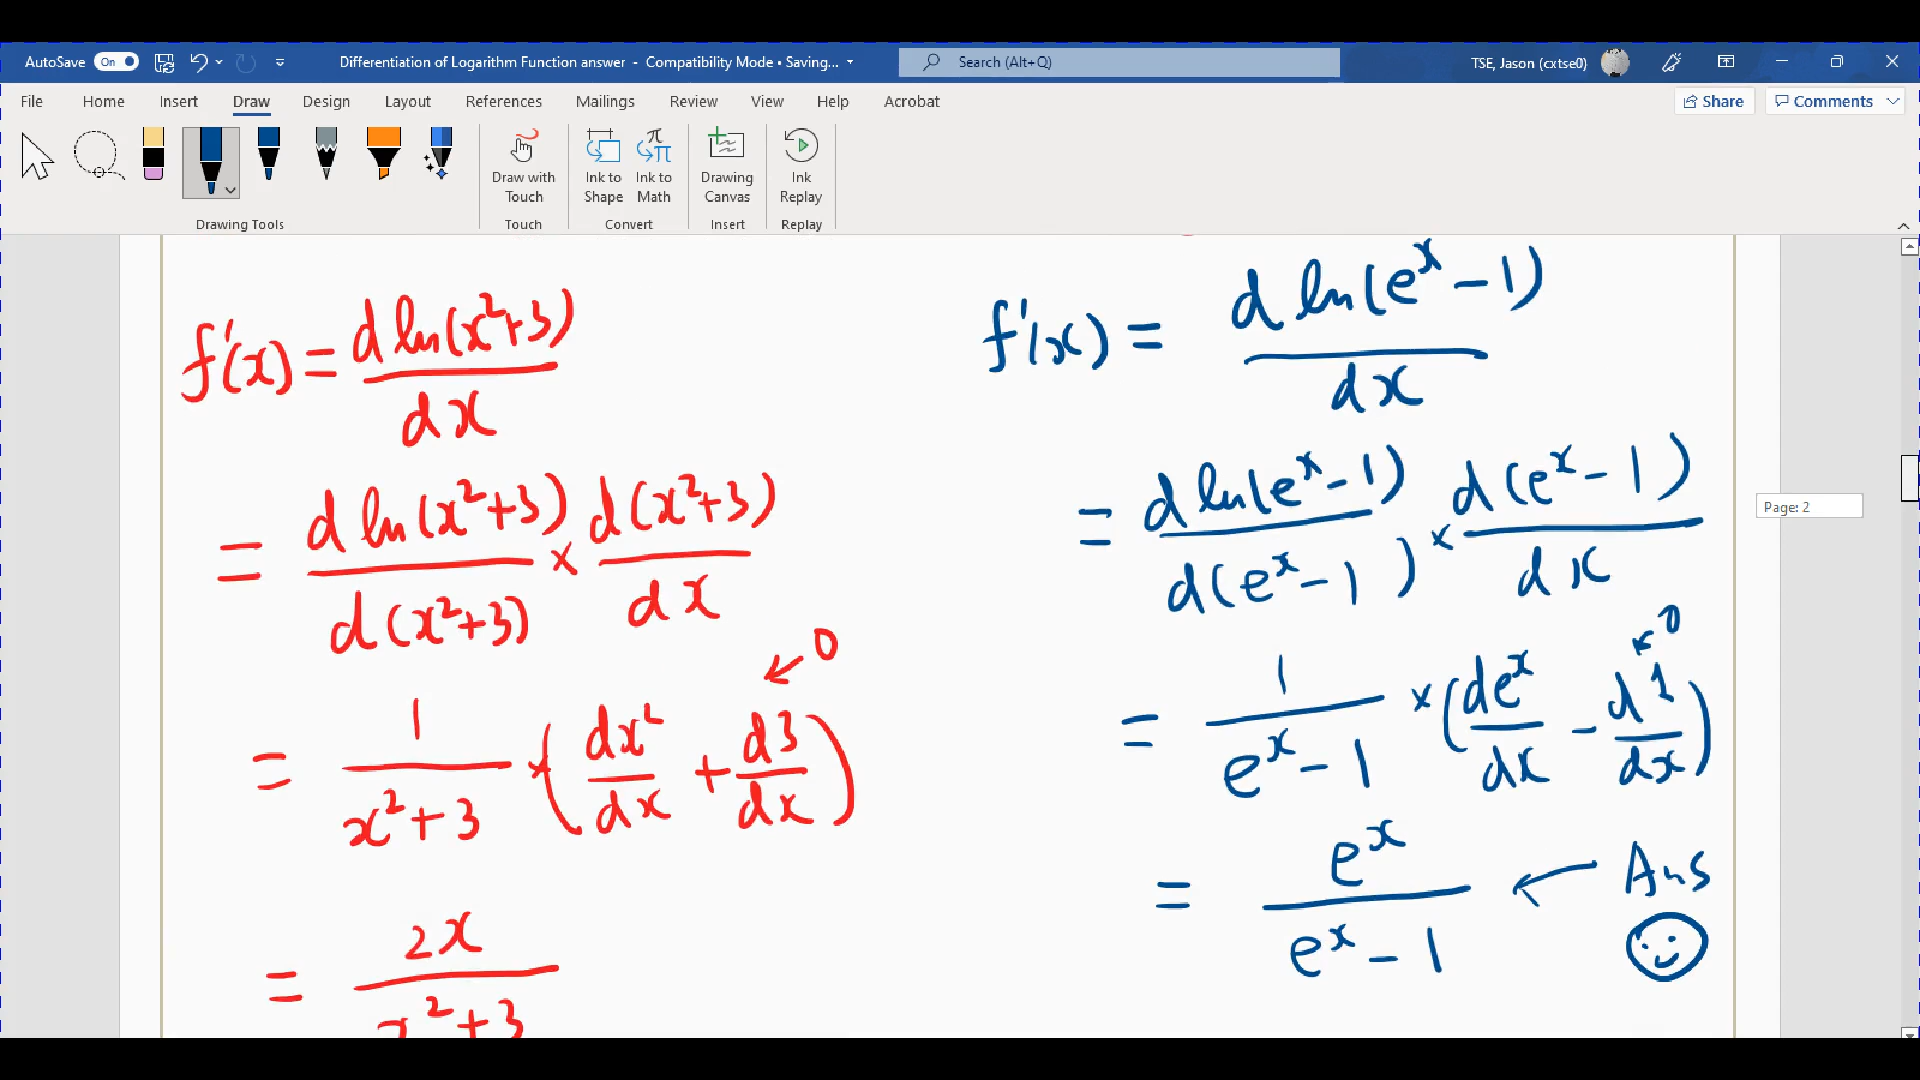 AutoSave On Differentiation of Logarithm Function answer - Compatibility Mode • Saving... Search (Alt+Q) TSE, Jason (cxtse0)
File Home Insert Draw Design Layout References Mailings Review View Help Acrobat Share Comments
Draw with Touch Ink to Shape Ink to Math Drawing Canvas Ink Replay
Drawing Tools Touch Convert Insert Replay
f'(x) = d ln(x²+3) / dx
= d ln(x²+3) / d(x²+3) × d(x²+3) / dx
= 1 / x²+3 × (dx²/dx + d3/dx) ← 0
= 2x / x²+3
f'(x) = d ln(e^x - 1) / dx
= d ln(e^x - 1) / d(e^x - 1) × d(e^x - 1) / dx
= 1 / e^x - 1 × (de^x/dx - d1/dx) ← 0
= e^x / e^x - 1 ← Ans
Page: 2